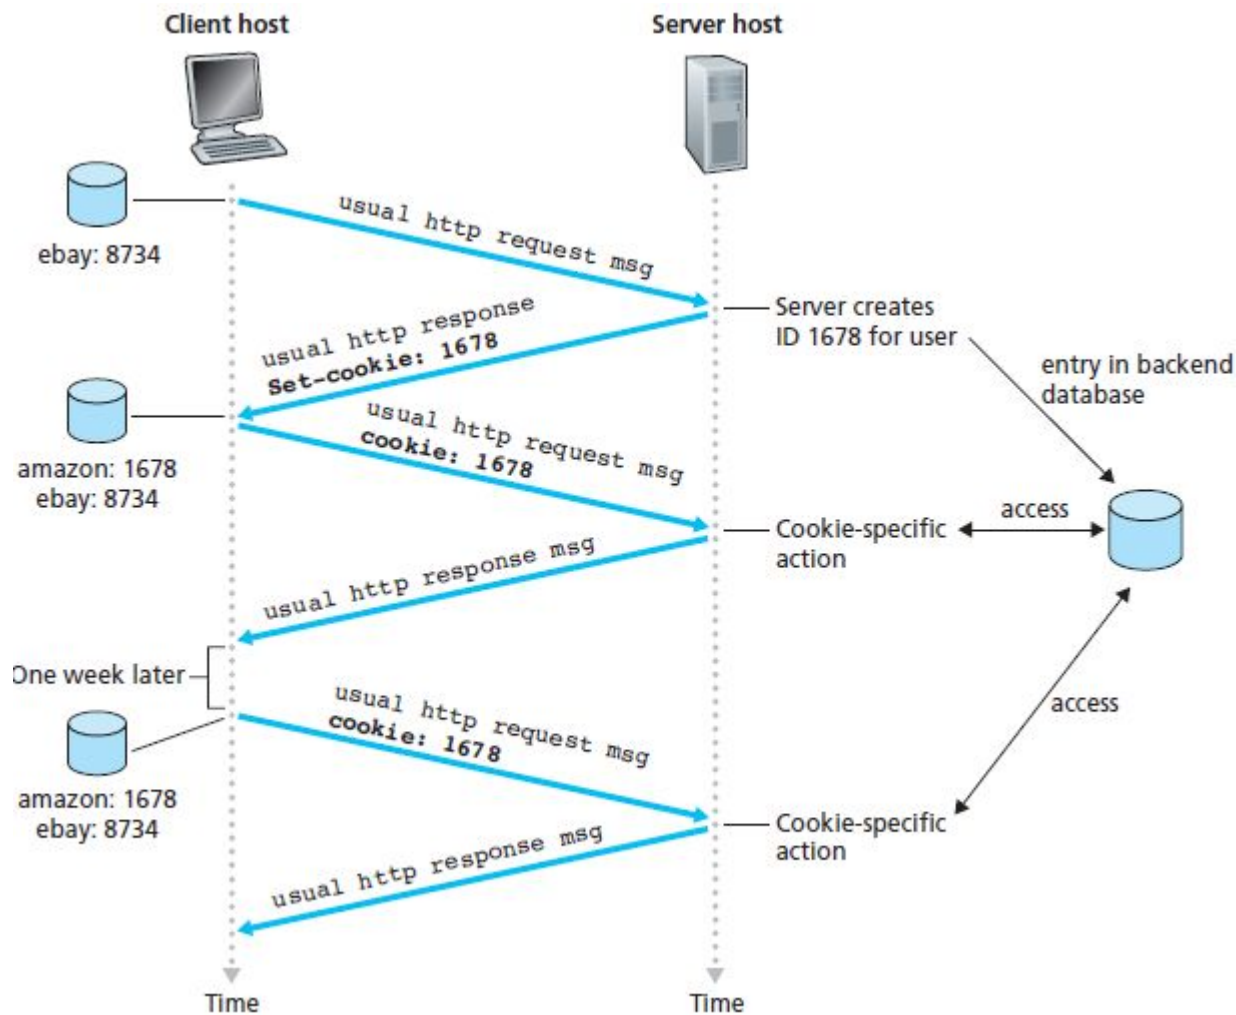 Client host
Server host
usual http request msg
ebay: 8734
Server creates
ID 1678 for user
usual http response
Set-cookie: 1678
entry in backend
database
usual http request msg
cookie: 1678
amazon: 1678
ebay: 8734
Cookie-specific
action
access
usual http response msg
One week later
usual http request msg
cookie: 1678
access
amazon: 1678
ebay: 8734
Cookie-specific
action
usual http response msg
Time
Time